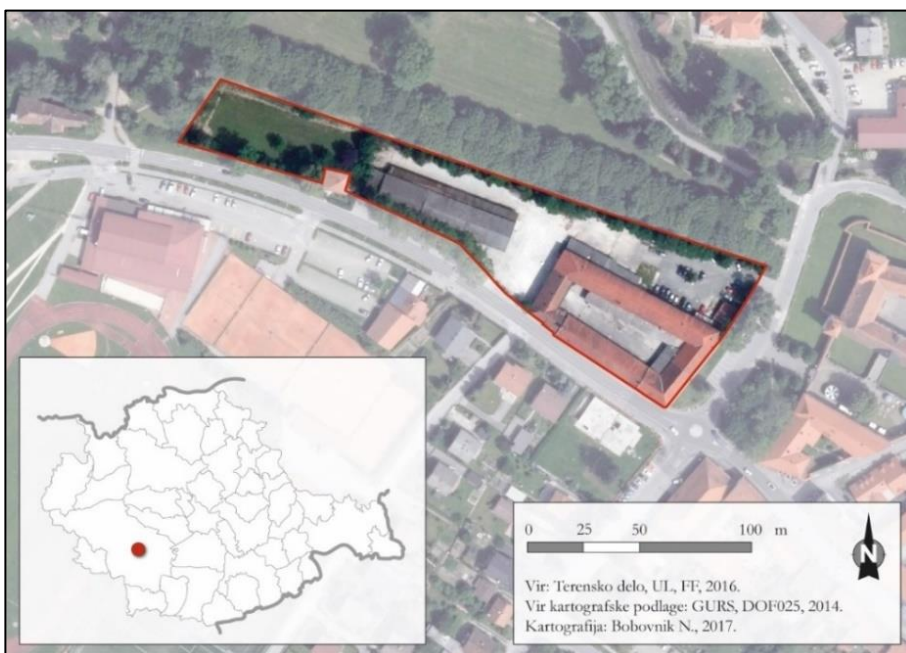 0 25 50 100 m
N
Vir: Terensko delo, UL, FF, 2016.
Vir kartografske podlage: GURS, DOF025, 2014.
Kartografija: Bobovnik N., 2017.